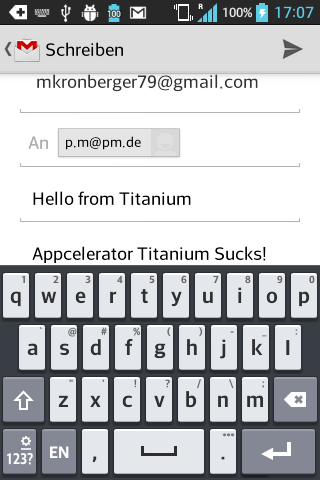 100% 17:07
Schreiben
mkronberger79@gmail.com
An p.m@pm.de
Hello from Titanium
Appcelerator Titanium Sucks!
1 2 3 4 5 6 7 8 9 0
q w e r t y u i o p
` @ # % ( ) - _ '
a s d f g h j k l
" ' ! ? / \ ;
z x c v b n m
123? EN , .